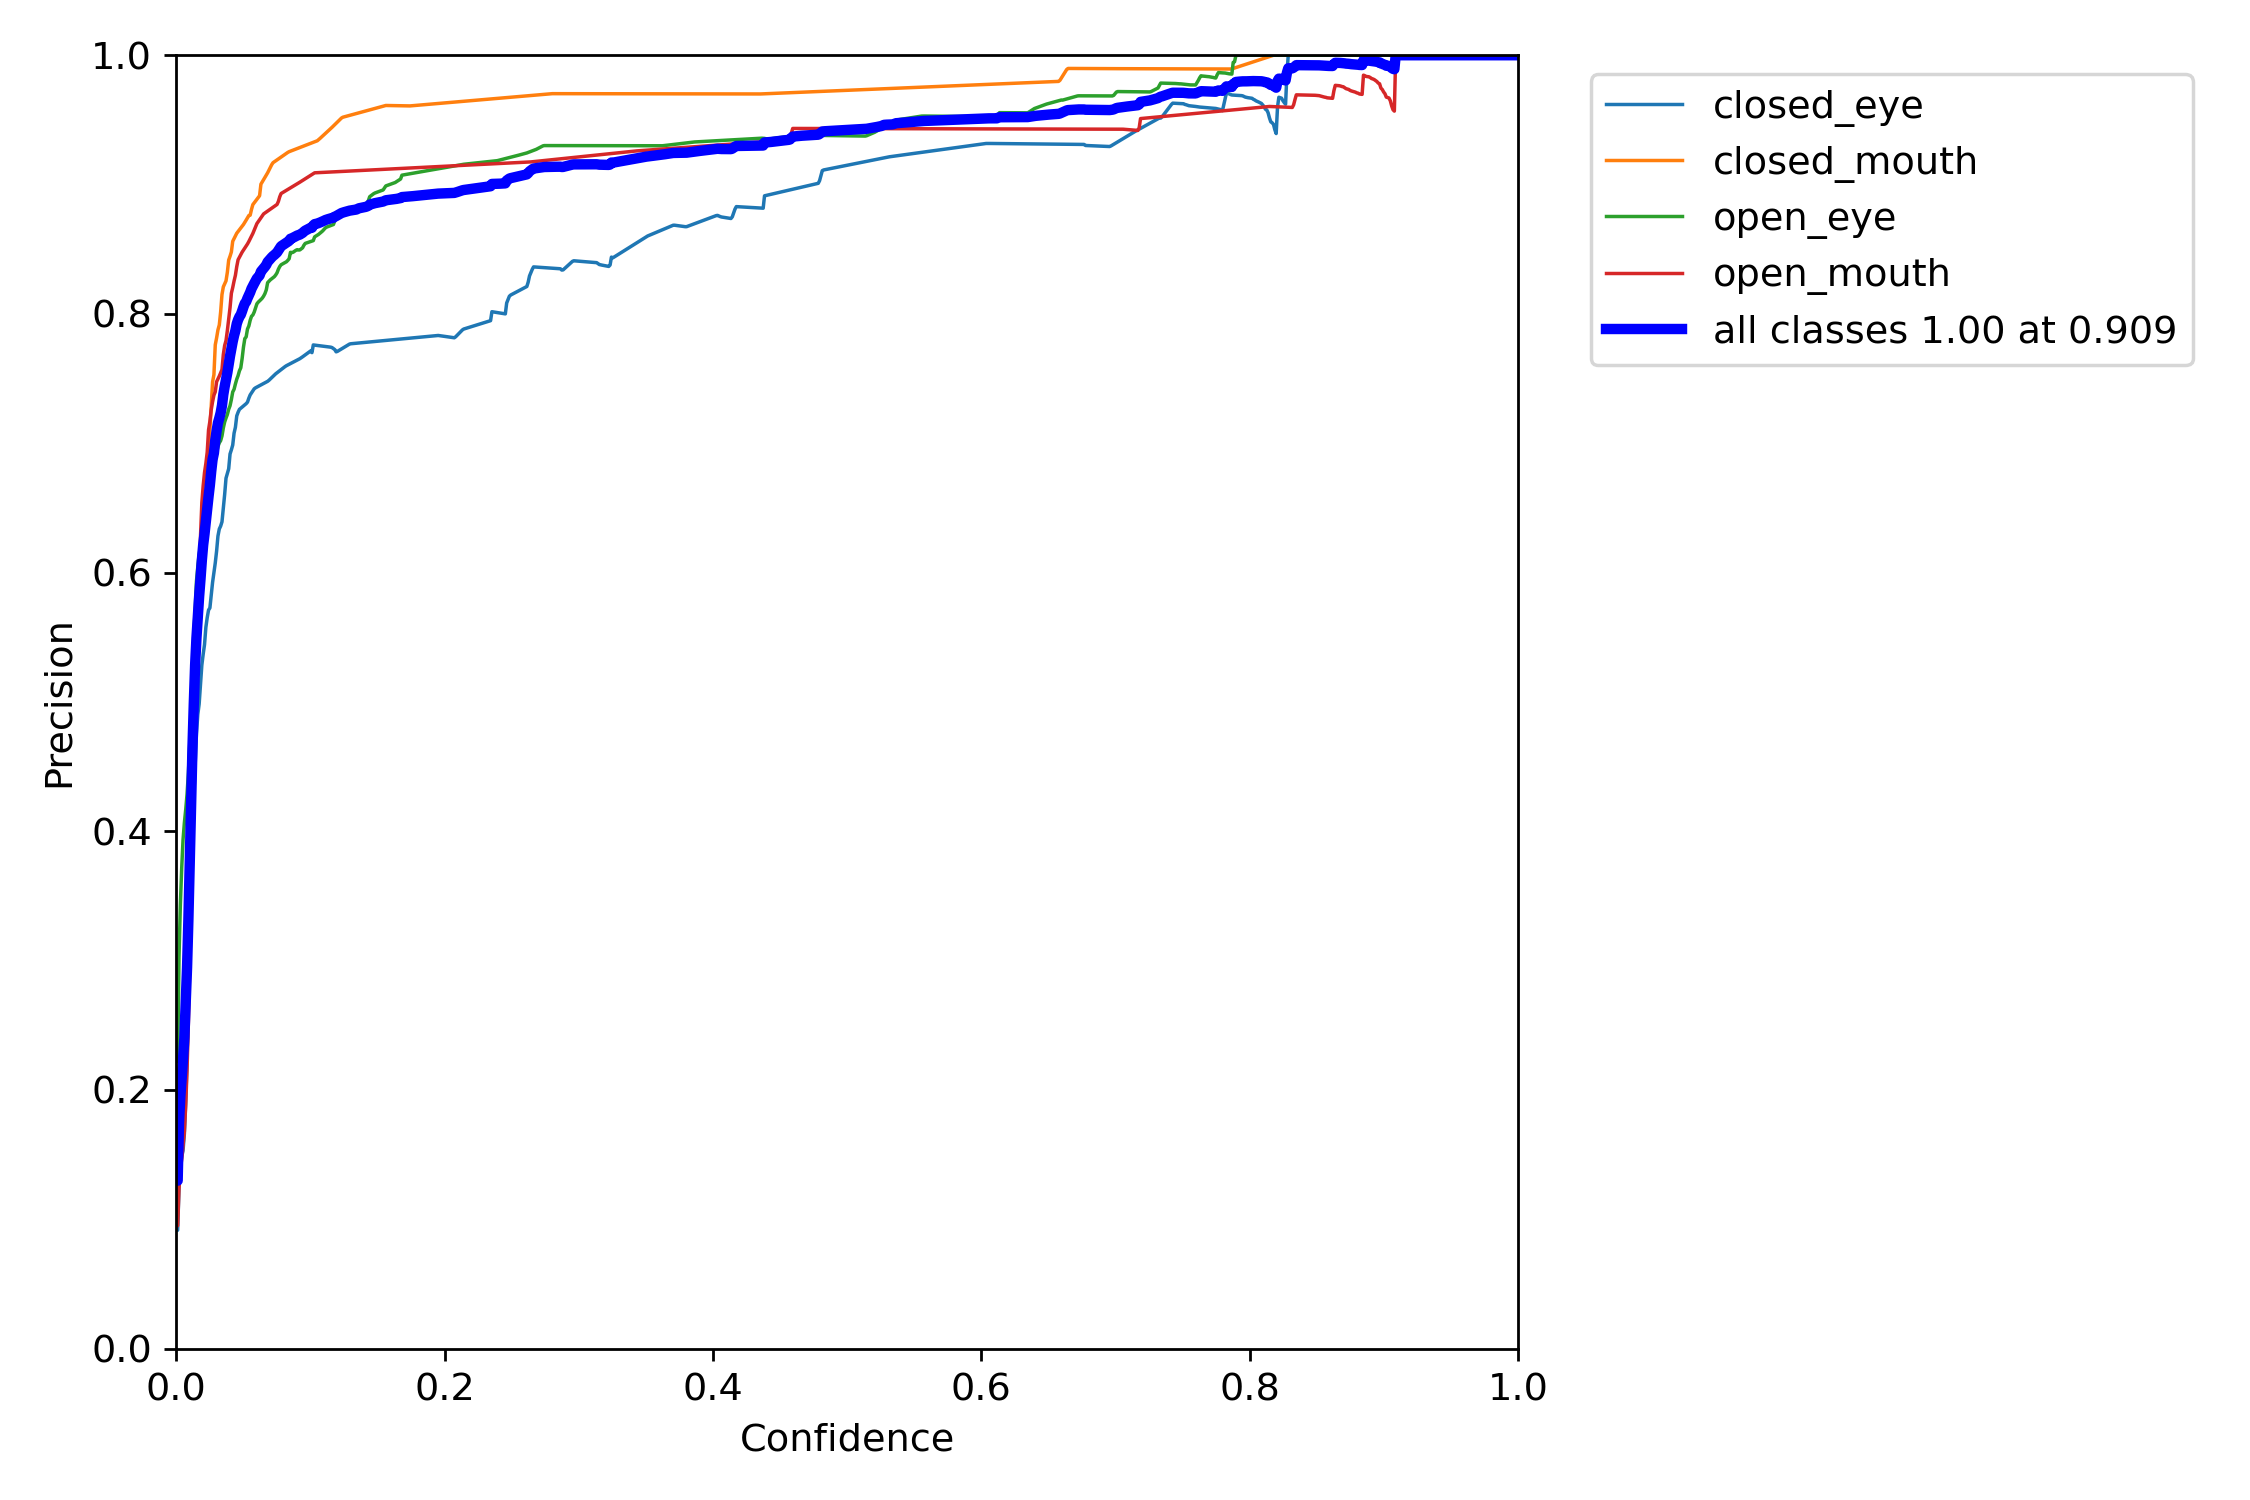 1.0
0.8
0.6
0.4
0.2
0.0
Precision
0.0 0.2 0.4 0.6 0.8 1.0
Confidence
closed_eye
closed_mouth
open_eye
open_mouth
all classes 1.00 at 0.909